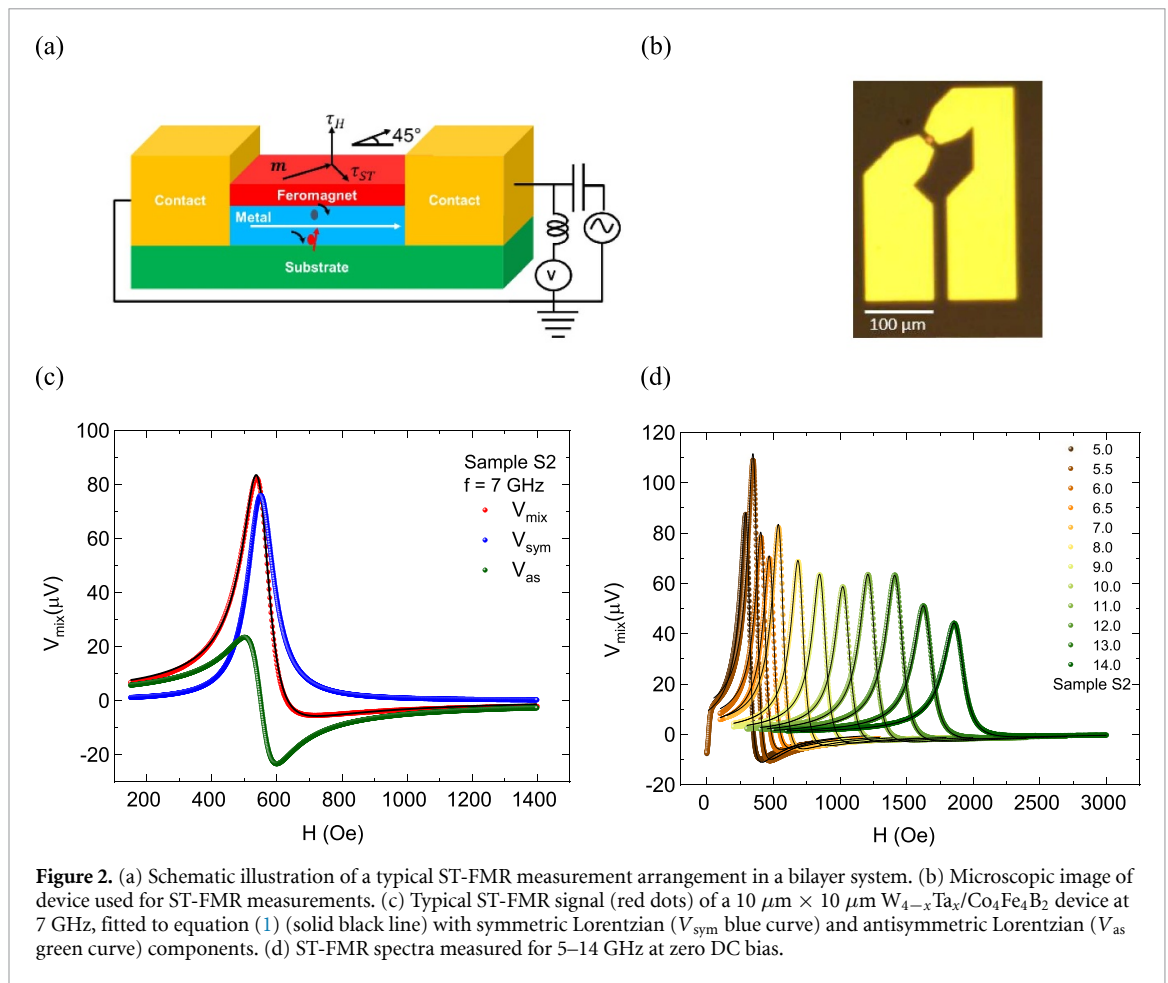 (a)
(b)
τH
45°
m
τST
Feromagnet
Contact
Contact
Metal
Substrate
V
100 µm
(c)
(d)
100
80
60
40
20
0
-20
Vmix(µV)
200 400 600 800 1000 1200 1400
H (Oe)
Sample S2
f = 7 GHz
Vmix
Vsym
Vas
120
100
80
60
40
20
0
-20
Vmix(µV)
0 500 1000 1500 2000 2500 3000
H (Oe)
5.0
5.5
6.0
6.5
7.0
8.0
9.0
10.0
11.0
12.0
13.0
14.0
Sample S2
Figure 2. (a) Schematic illustration of a typical ST-FMR measurement arrangement in a bilayer system. (b) Microscopic image of
device used for ST-FMR measurements. (c) Typical ST-FMR signal (red dots) of a 10 µm × 10 µm W4−xTax/Co4Fe4B2 device at
7 GHz, fitted to equation (1) (solid black line) with symmetric Lorentzian (Vsym blue curve) and antisymmetric Lorentzian (Vas
green curve) components. (d) ST-FMR spectra measured for 5–14 GHz at zero DC bias.